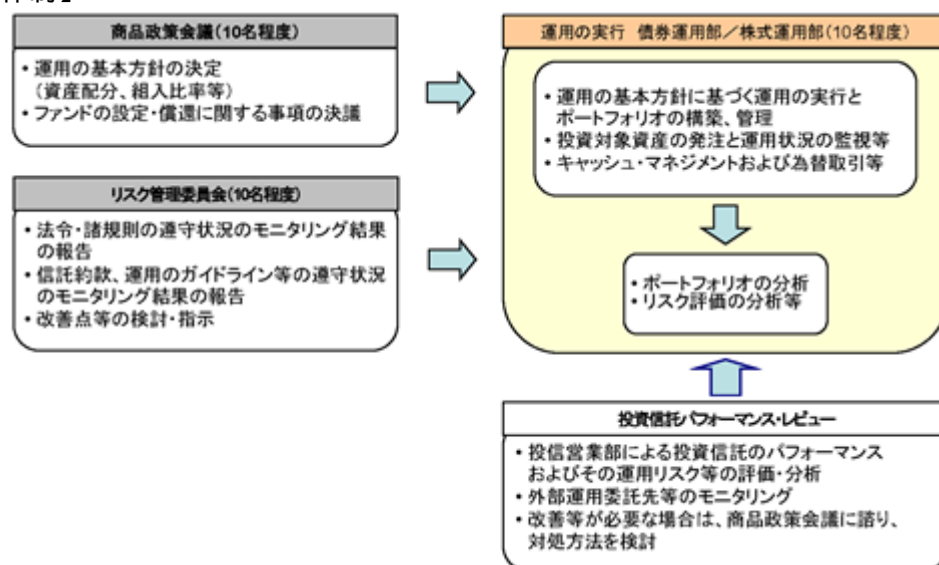 商品政策会議(10名程度)
・運用の基本方針の決定
(資産配分、組入比率等)
・ファンドの設定・償還に関する事項の決議
リスク管理委員会(10名程度)
・法令・諸規則の遵守状況のモニタリング結果
の報告
・信託約款、運用のガイドライン等の遵守状況
のモニタリング結果の報告
・改善点等の検討・指示
運用の実行 債券運用部/株式運用部(10名程度)
・運用の基本方針に基づく運用の実行と
ポートフォリオの構築、管理
・投資対象資産の発注と運用状況の監視等
・キャッシュ・マネジメントおよび為替取引等
・ポートフォリオの分析
・リスク評価の分析等
投資信託パフォーマンス・レビュー
・投信営業部による投資信託のパフォーマンス
およびその運用リスク等の評価・分析
・外部運用委託先等のモニタリング
・改善等が必要な場合は、商品政策会議に諮り、
対処方法を検討